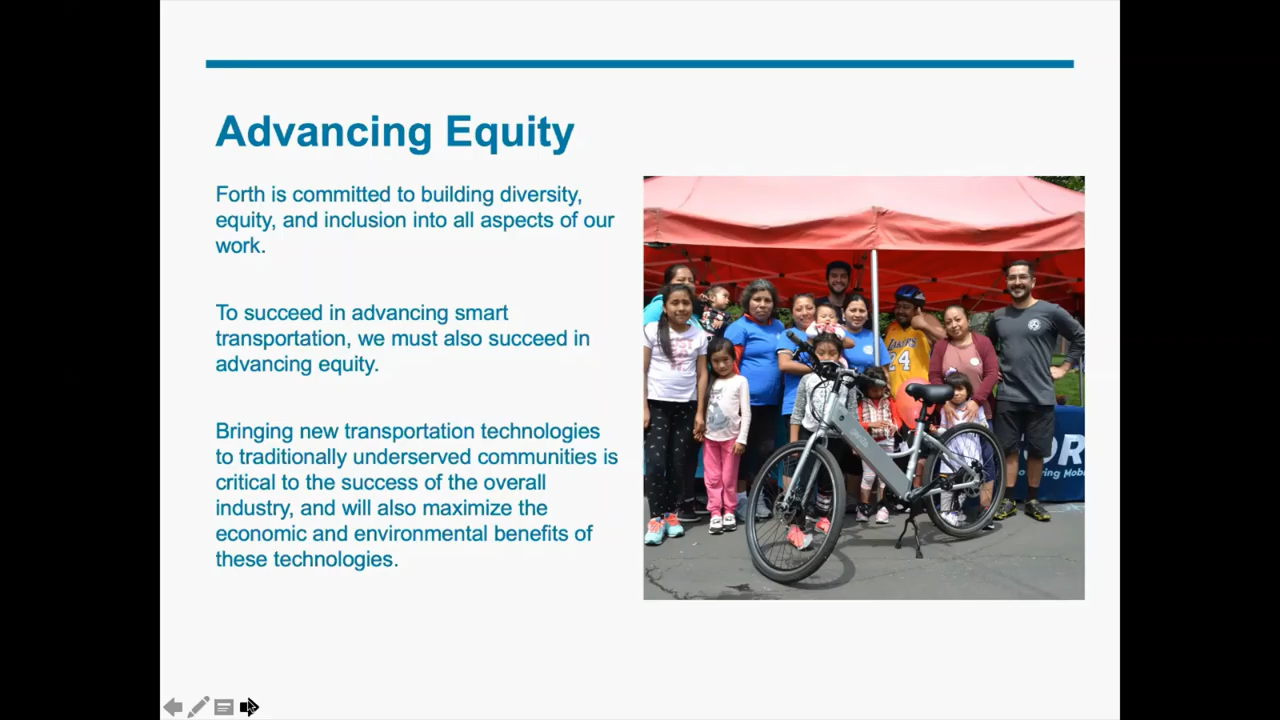 Advancing Equity
Forth is committed to building diversity,
equity, and inclusion into all aspects of our
work.
To succeed in advancing smart
transportation, we must also succeed in
advancing equity.
Bringing new transportation technologies
to traditionally underserved communities is
critical to the success of the overall
industry, and will also maximize the
economic and environmental benefits of
these technologies.
LAKERS
24